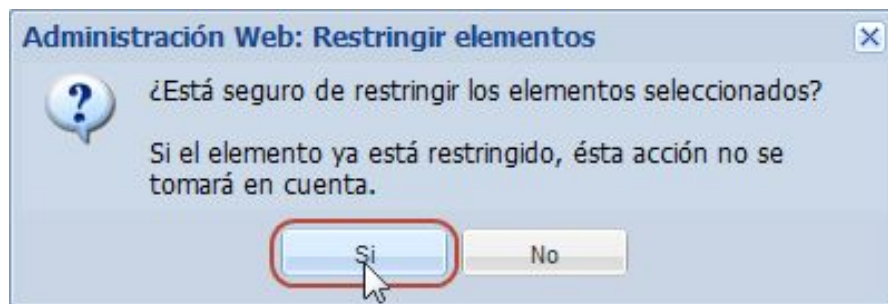 Administración Web: Restringir elementos
¿Está seguro de restringir los elementos seleccionados?
Si el elemento ya está restringido, ésta acción no se
tomará en cuenta.
Si
No